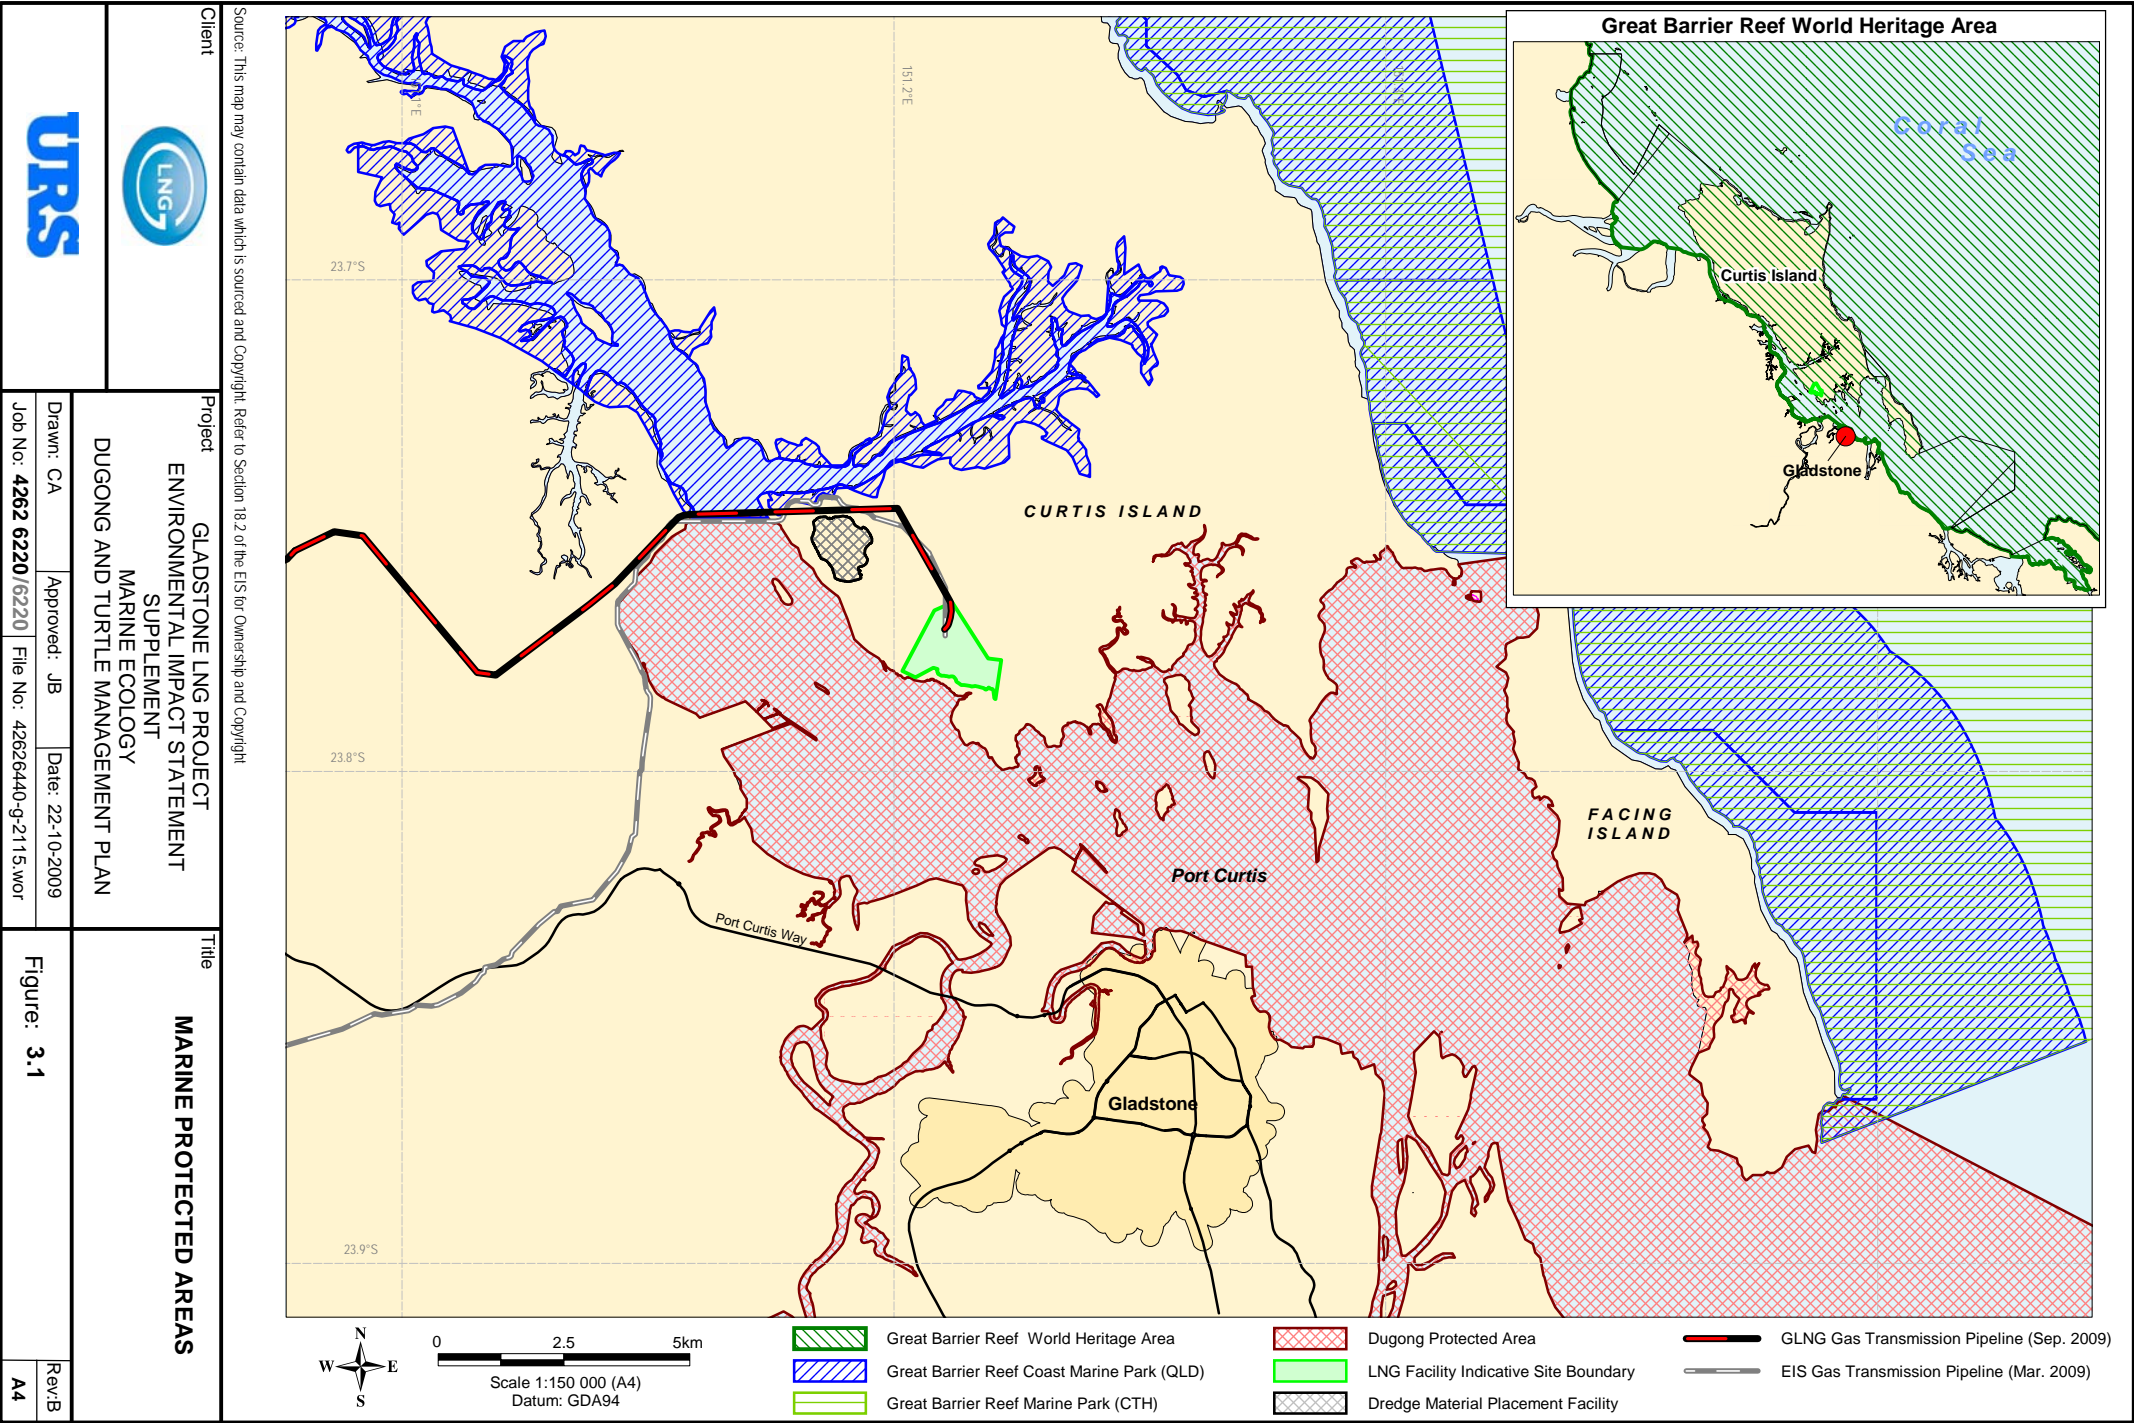 Great Barrier Reef World Heritage Area
Coral
Sea
Curtis Island
Gladstone
151.2°E
23.7°S
23.8°S
23.9°S
CURTIS ISLAND
FACING
ISLAND
Port Curtis
Port Curtis Way
Gladstone
N
W E
S
0 2.5 5km
Scale 1:150 000 (A4)
Datum: GDA94
Great Barrier Reef World Heritage Area
Great Barrier Reef Coast Marine Park (QLD)
Great Barrier Reef Marine Park (CTH)
Dugong Protected Area
LNG Facility Indicative Site Boundary
Dredge Material Placement Facility
GLNG Gas Transmission Pipeline (Sep. 2009)
EIS Gas Transmission Pipeline (Mar. 2009)
Source: This map may contain data which is sourced and Copyright. Refer to Section 18.2 of the EIS for Ownership and Copyright
Client
LNG
URS
Project
GLADSTONE LNG PROJECT
ENVIRONMENTAL IMPACT STATEMENT
SUPPLEMENT
MARINE ECOLOGY
DUGONG AND TURTLE MANAGEMENT PLAN
Drawn: CA
Approved: JB
Date: 22-10-2009
Job No: 4262 6220/6220
File No: 42626440-g-2115.wor
Title
MARINE PROTECTED AREAS
Figure: 3.1
Rev:B
A4